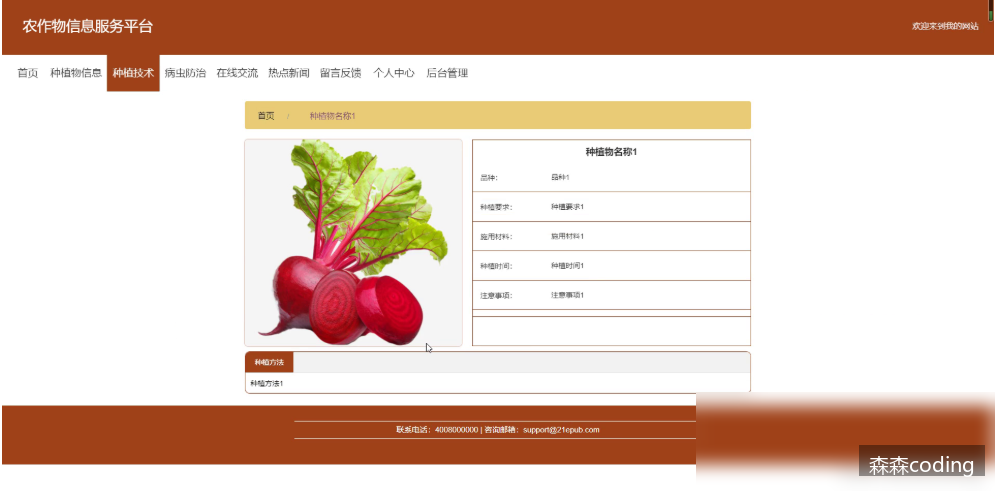 农作物信息服务平台
欢迎来到我的网站
首页 种植物信息 种植技术 病虫防治 在线交流 热点新闻 留言反馈 个人中心 后台管理
首页 / 种植物名称1
种植物名称1
品种: 品种1
种植要求: 种植要求1
施用材料: 施用材料1
种植时间: 种植时间1
注意事项: 注意事项1
种植方法
种植方法1
联系电话: 4008000000 | 咨询邮箱: support@21epub.com
森森coding